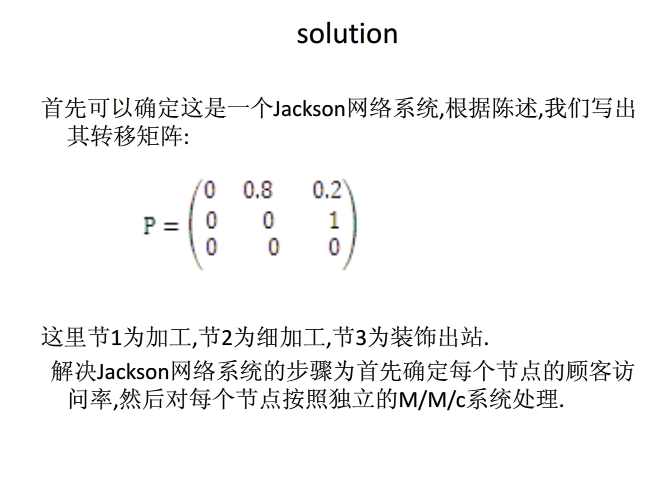 solution
首先可以确定这是一个Jackson网络系统,根据陈述,我们写出
其转移矩阵:
0 0.8 0.2
P = 0 0 1
0 0 0
这里节1为加工,节2为细加工,节3为装饰出站.
解决Jackson网络系统的步骤为首先确定每个节点的顾客访
问率,然后对每个节点按照独立的M/M/c系统处理.